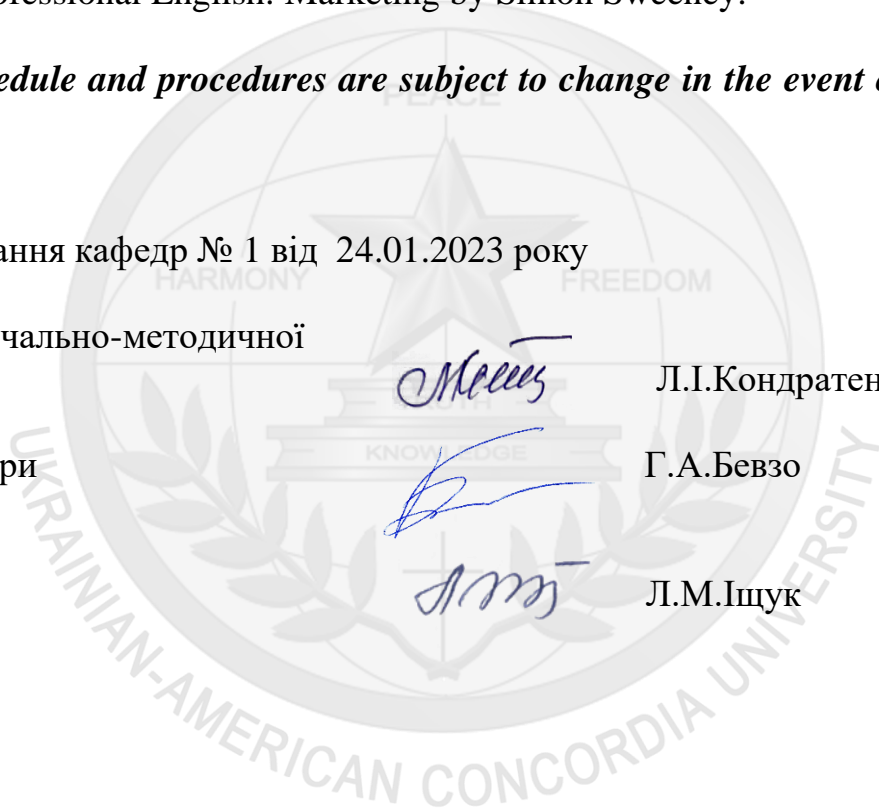 ofessional English: Marketing by Simon Sweeney.
edule and procedures are subject to change in the event
PEACE
ання кафедр № 1 від 24.01.2023 року
HARMONY FREEDOM
чально-методичної
Л.І.Кондратен
TRUTH
KNOWLEDGE
ри Г.А.Бевзо
Л.М.Іщук
UKRAINIAN-AMERICAN CONCORDIA UNIVERSITY